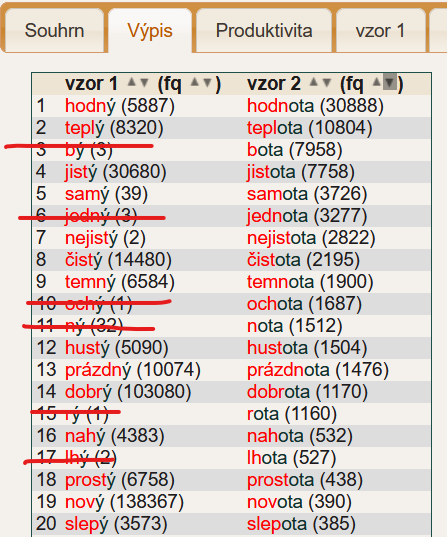 Souhrn Výpis Produktivita vzor 1
vzor 1 (fq ) vzor 2 (fq )
1 hodný (5887) hodnota (30888)
2 teplý (8320) teplota (10804)
3 bý (3) bota (7958)
4 jistý (30680) jistota (7758)
5 samý (39) samota (3726)
6 jedný (3) jednota (3277)
7 nejistý (2) nejistota (2822)
8 čistý (14480) čistota (2195)
9 temný (6584) temnota (1900)
10 ochý (1) ochota (1687)
11 ný (32) nota (1512)
12 hustý (5090) hustota (1504)
13 prázdný (10074) prázdnota (1476)
14 dobrý (103080) dobrota (1170)
15 rý (1) rota (1160)
16 nahý (4383) nahota (532)
17 lhý (2) lhota (527)
18 prostý (6758) prostota (438)
19 nový (138367) novota (390)
20 slepý (3573) slepota (385)